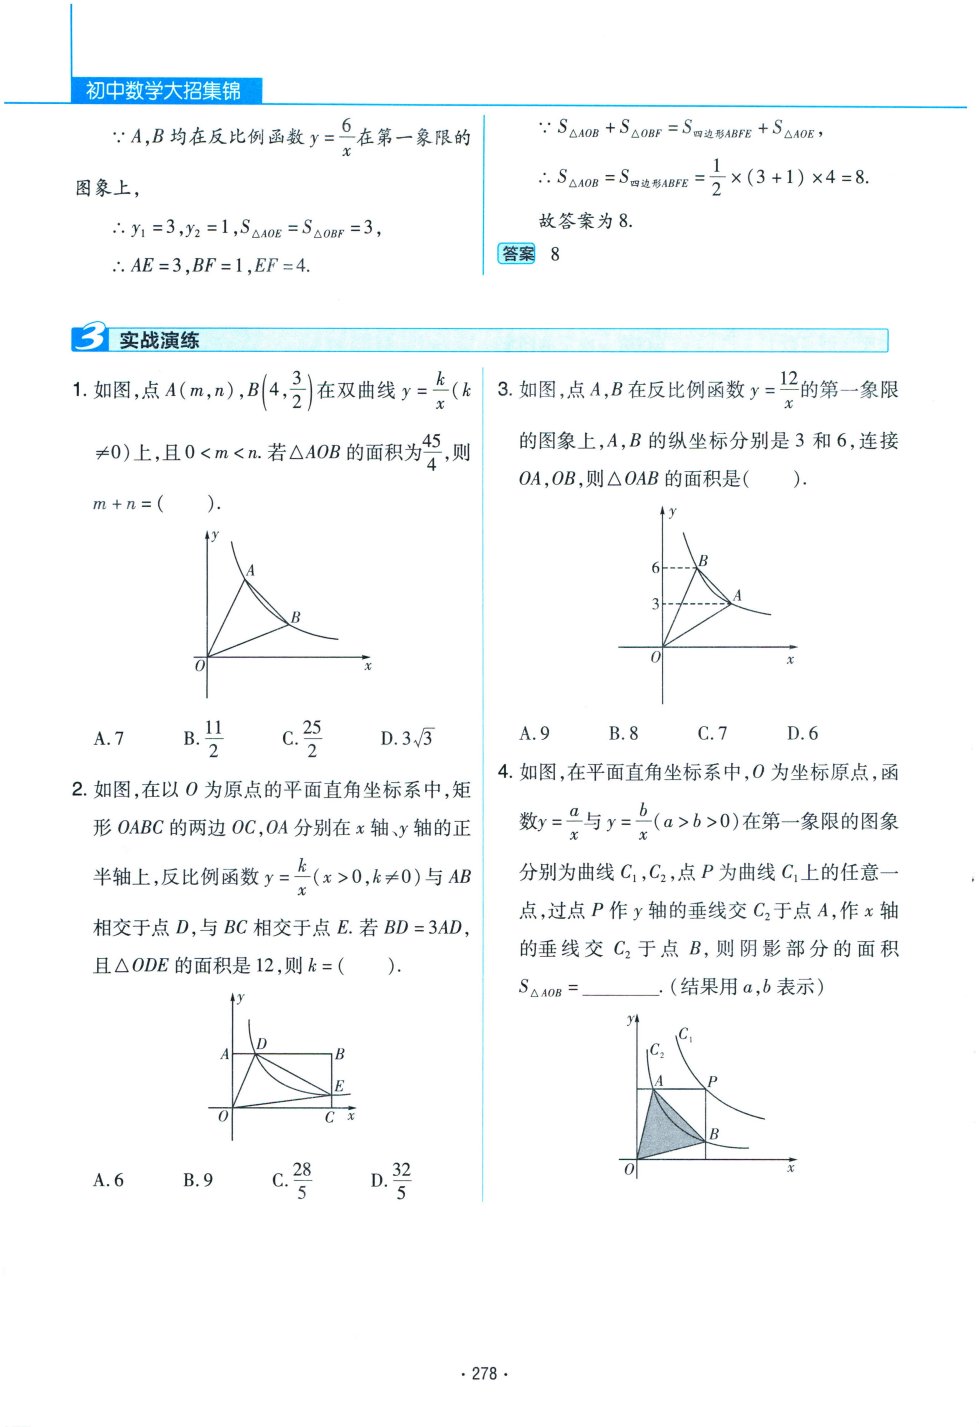 初中数学大招集锦
∵ A,B 均在反比例函数 y = 6/x 在第一象限的
图象上,
∴ y₁ = 3, y₂ = 1, S△AOE = S△OBF = 3,
∴ AE = 3, BF = 1, EF = 4.
∵ S△AOB + S△OBF = S四边形ABFE + S△AOE,
∴ S△AOB = S四边形ABFE = 1/2 × (3 + 1) × 4 = 8.
故答案为 8.
答案 8
3 实战演练
1. 如图,点 A(m,n),B(4,3/2)在双曲线 y = k/x (k
≠0)上,且 0 < m < n. 若△AOB 的面积为45/4,则
m + n = ( ).
y
A
B
O
x
A. 7 B. 11/2 C. 25/2 D. 3√3
2. 如图,在以 O 为原点的平面直角坐标系中,矩
形 OABC 的两边 OC,OA 分别在 x 轴、y 轴的正
半轴上,反比例函数 y = k/x (x > 0, k ≠ 0)与 AB
相交于点 D,与 BC 相交于点 E. 若 BD = 3AD,
且△ODE 的面积是 12,则 k = ( ).
y
A D B
E
O C x
A. 6 B. 9 C. 28/5 D. 32/5
3. 如图,点 A,B 在反比例函数 y = 12/x 的第一象限
的图象上,A,B 的纵坐标分别是 3 和 6,连接
OA,OB,则△OAB 的面积是( ).
y
6 B
3 A
O x
A. 9 B. 8 C. 7 D. 6
4. 如图,在平面直角坐标系中,O 为坐标原点,函
数y = a/x 与 y = b/x (a > b > 0)在第一象限的图象
分别为曲线 C₁,C₂,点 P 为曲线 C₁上的任意一
点,过点 P 作 y 轴的垂线交 C₂于点 A,作 x 轴
的垂线交 C₂ 于点 B,则阴影部分的面积
S△AOB = ________. (结果用 a,b 表示)
y
C₂ C₁
A P
B
O x
· 278 ·